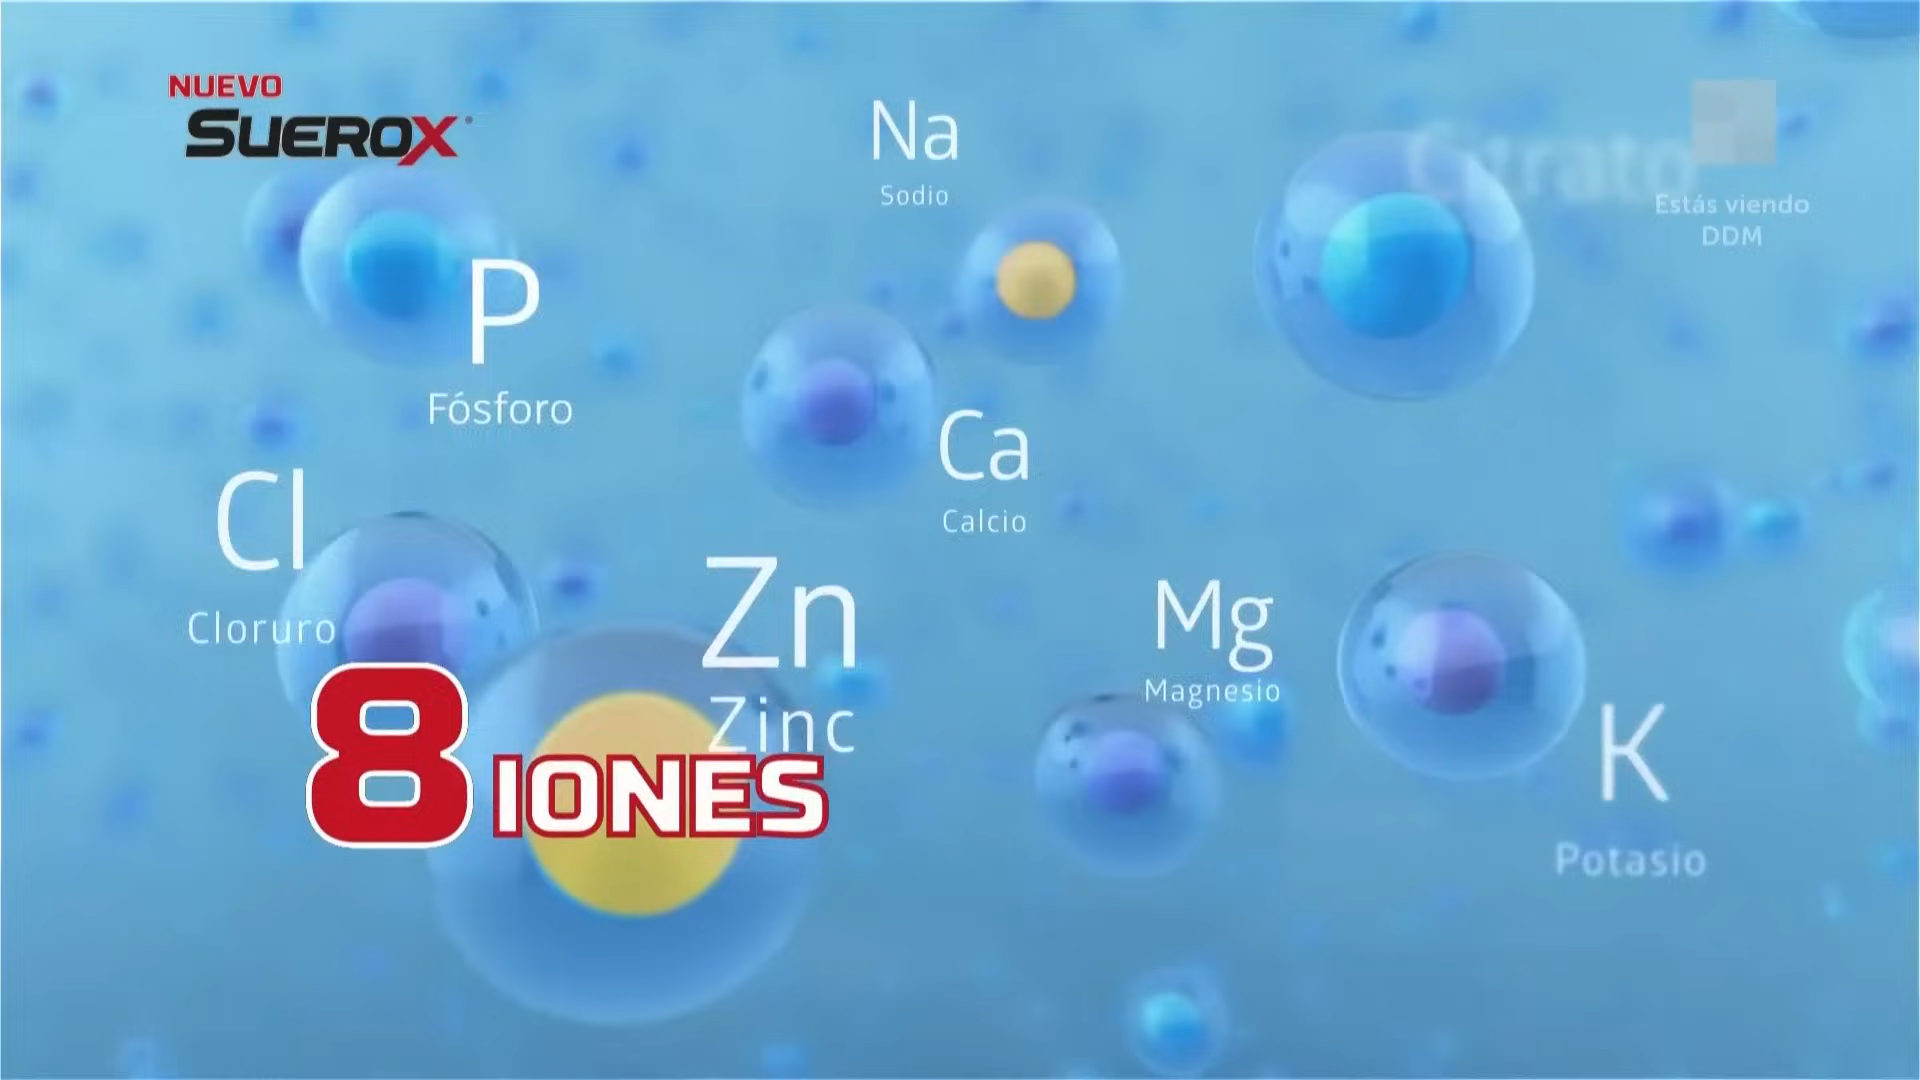 NUEVO
SUEROX
Na
Sodio
Citrato
Estás viendo
DDM
P
Fósforo
Ca
Calcio
Cl
Cloruro
Zn
Zinc
Mg
Magnesio
K
Potasio
8 IONES